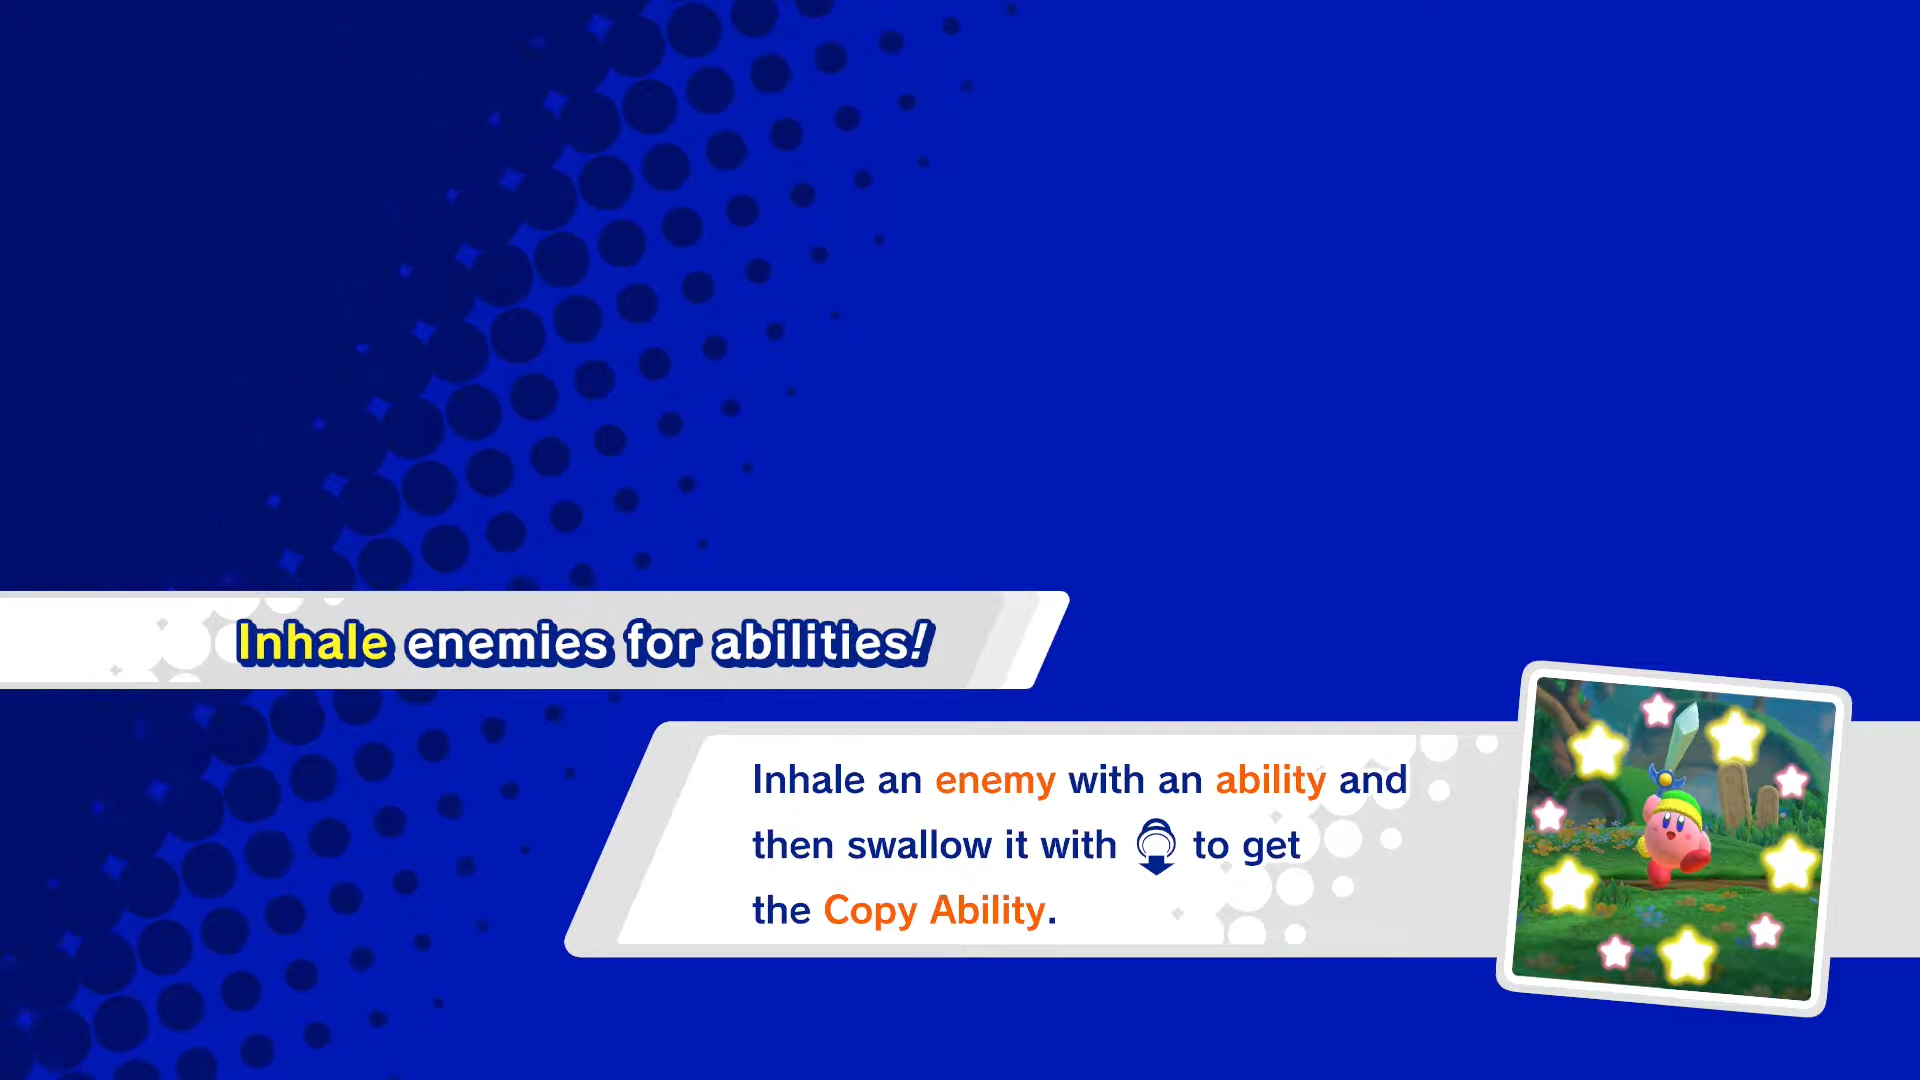 Inhale enemies for abilities!
Inhale an enemy with an ability and
then swallow it with to get
the Copy Ability.